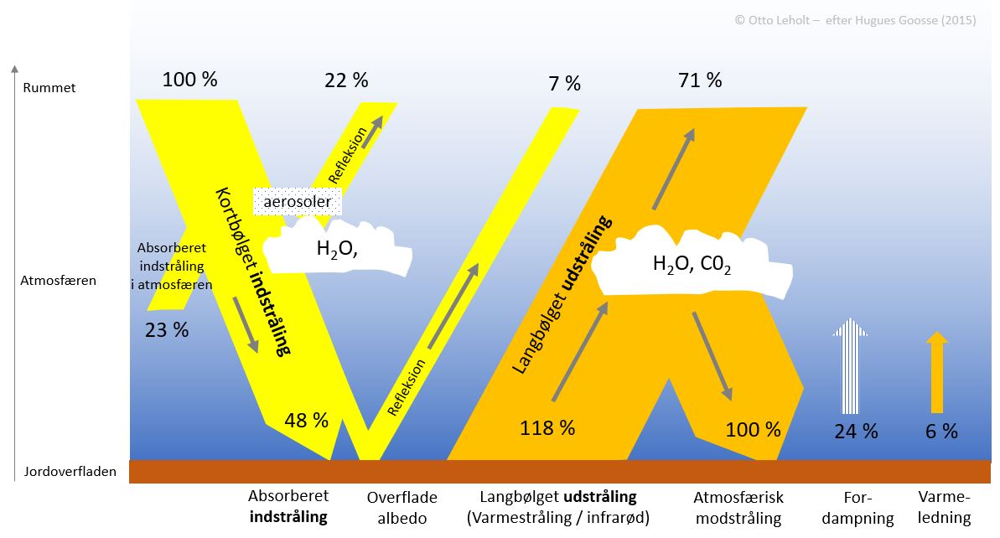 © Otto Leholt – efter Hugues Goosse (2015)
Rummet
100 %
22 %
7 %
71 %
Refleksion
aerosoler
Kortbølget indstråling
H₂O,
Absorberet
indstråling
i atmosfæren
23 %
Atmosfæren
Langbølget udstråling
H₂O, C0₂
Refleksion
48 %
118 %
100 %
24 %
6 %
Jordoverfladen
Absorberet
indstråling
Overflade
albedo
Langbølget udstråling
(Varmestråling / infrarød)
Atmosfærisk
modstråling
For-
dampning
Varme-
ledning